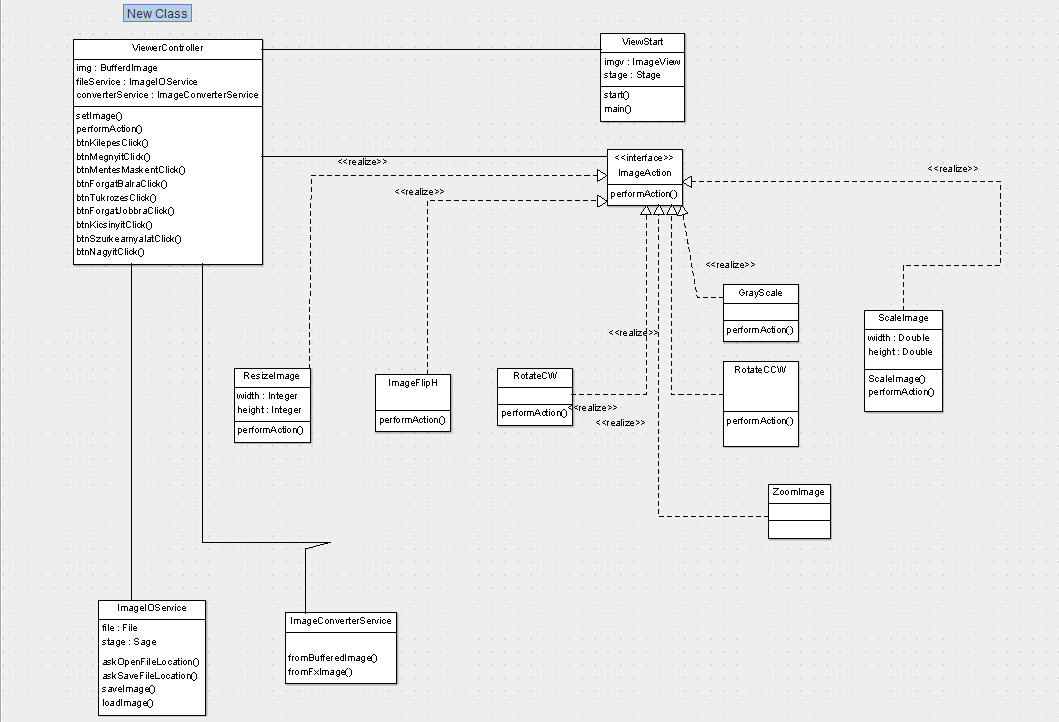 New Class
ViewerController
img : BufferdImage
fileService : ImageIOService
converterService : ImageConverterService
setImage()
performAction()
btnKilepesClick()
btnMegnyitClick()
btnMentesMaskentClick()
btnForgatBalraClick()
btnTukrozesClick()
btnForgatJobbraClick()
btnKicsinyitClick()
btnSzurkearnyalatClick()
btnNagyitClick()
ViewStart
imgv : ImageView
stage : Stage
start()
main()
<<interface>>
ImageAction
performAction()
<<realize>>
<<realize>>
<<realize>>
<<realize>>
<<realize>>
<<realize>>
<<realize>>
GrayScale
performAction()
ScaleImage
width : Double
height : Double
ScaleImage()
performAction()
ResizeImage
width : Integer
height : Integer
performAction()
ImageFlipH
performAction()
RotateCW
performAction()
RotateCCW
performAction()
ZoomImage
ImageIOService
file : File
stage : Sage
askOpenFileLocation()
askSaveFileLocation()
saveImage()
loadImage()
ImageConverterService
fromBufferedImage()
fromFxImage()